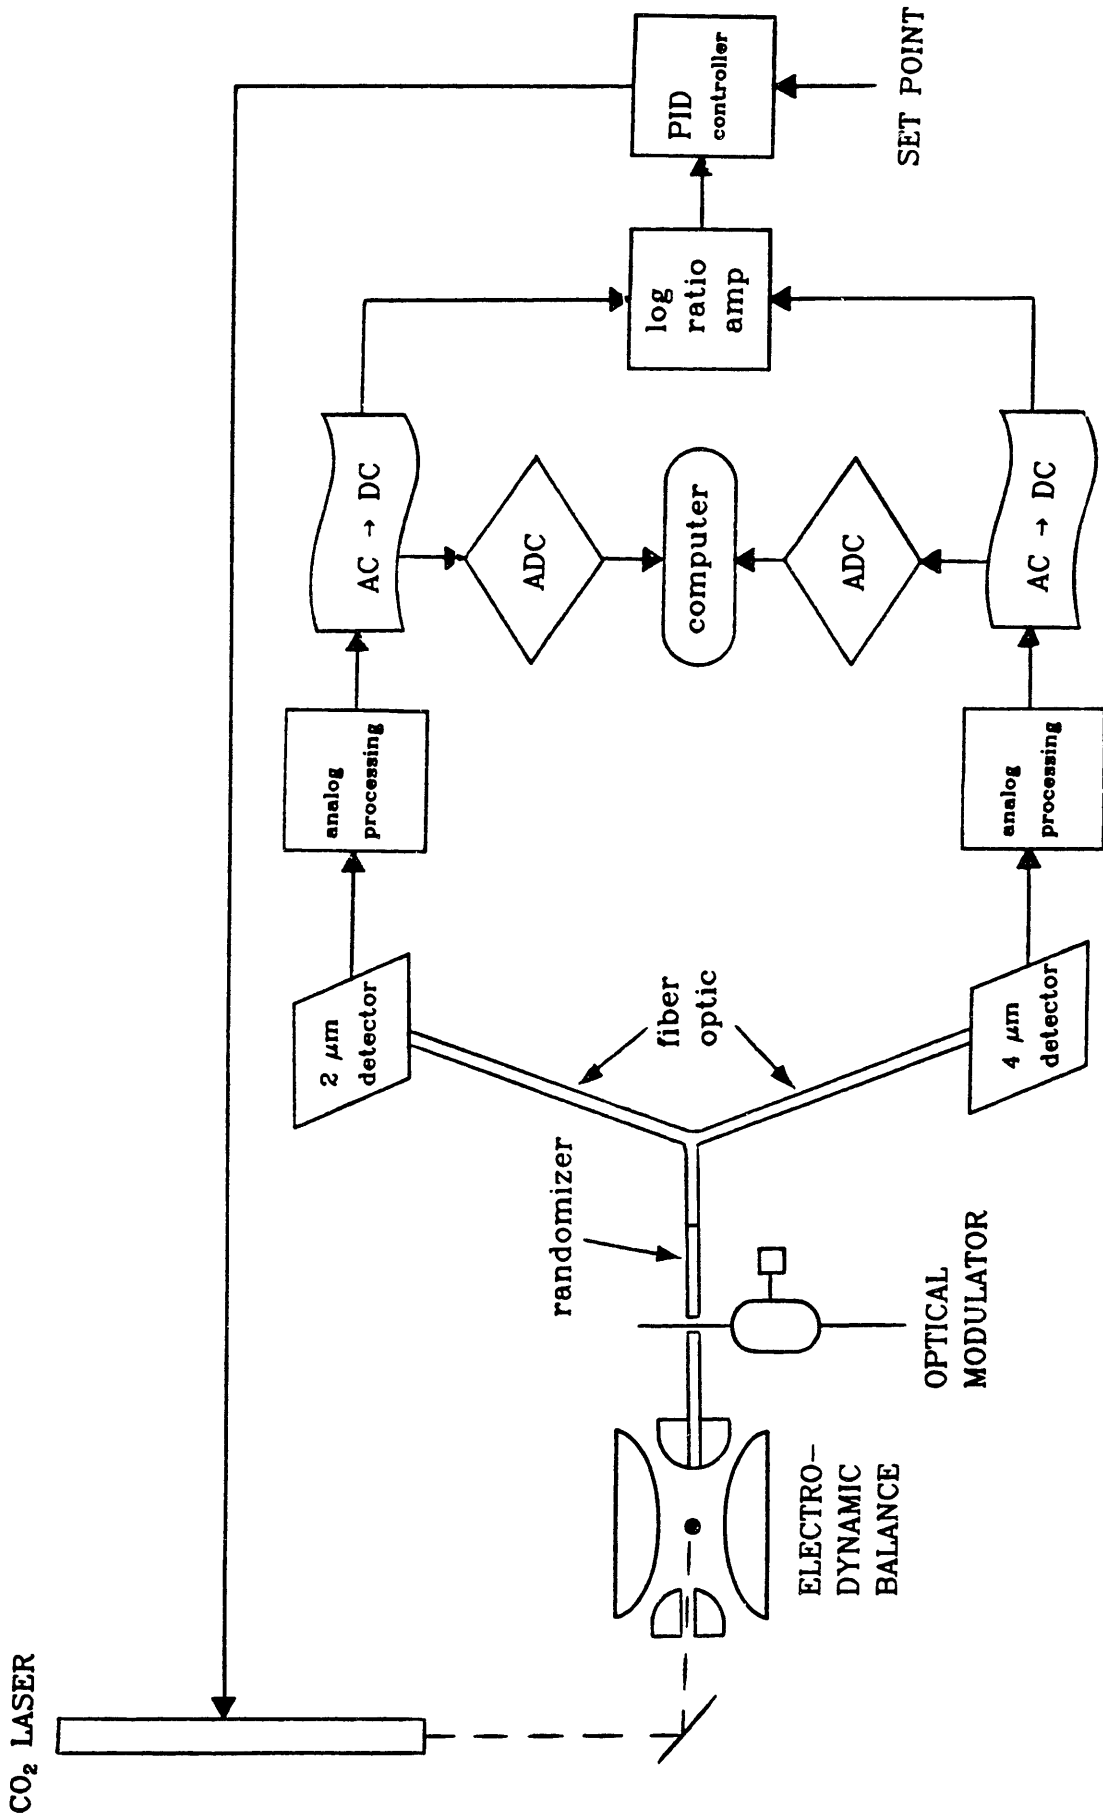 CO₂ LASER
ELECTRO-
DYNAMIC
BALANCE
OPTICAL
MODULATOR
randomizer
fiber
optic
2 μm
detector
4 μm
detector
analog
processing
analog
processing
AC → DC
AC → DC
ADC
ADC
computer
log
ratio
amp
PID
controller
SET POINT